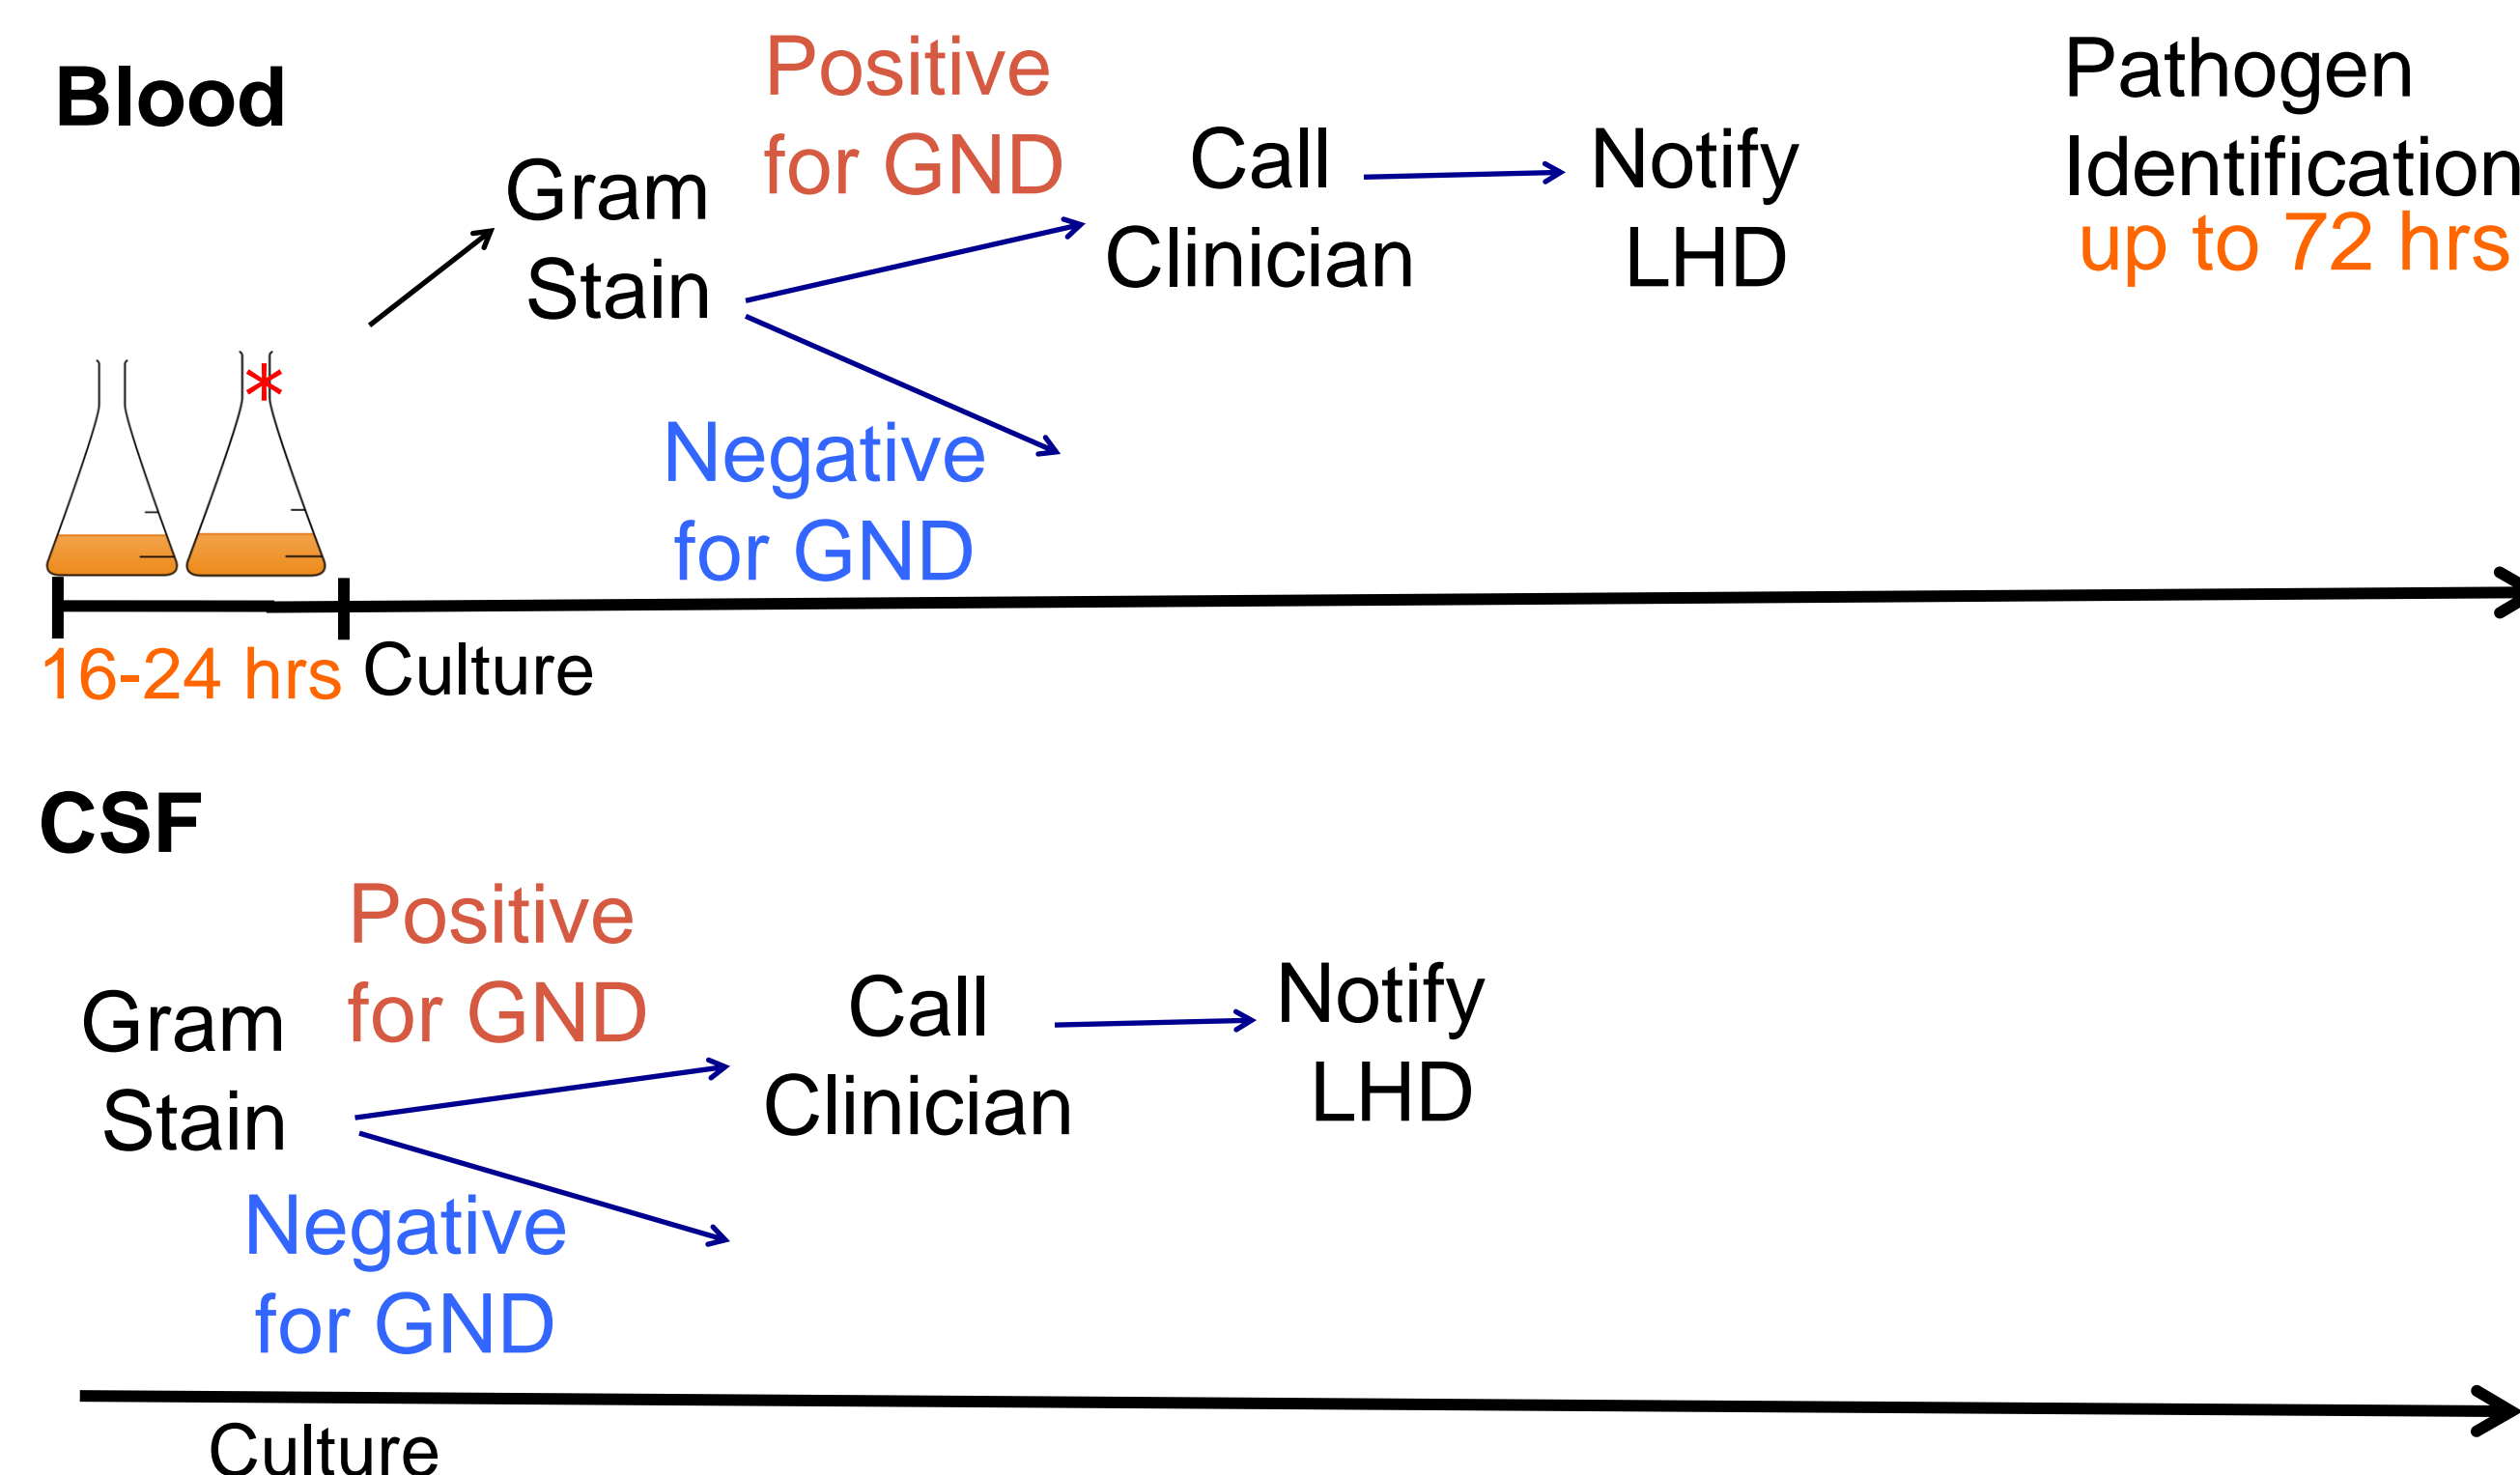 Blood
Gram
Stain
Positive
for GND
Negative
for GND
Call
Clinician
Notify
LHD
Pathogen
Identification
up to 72 hrs
*
16-24 hrs
Culture
CSF
Gram
Stain
Positive
for GND
Negative
for GND
Call
Clinician
Notify
LHD
Culture